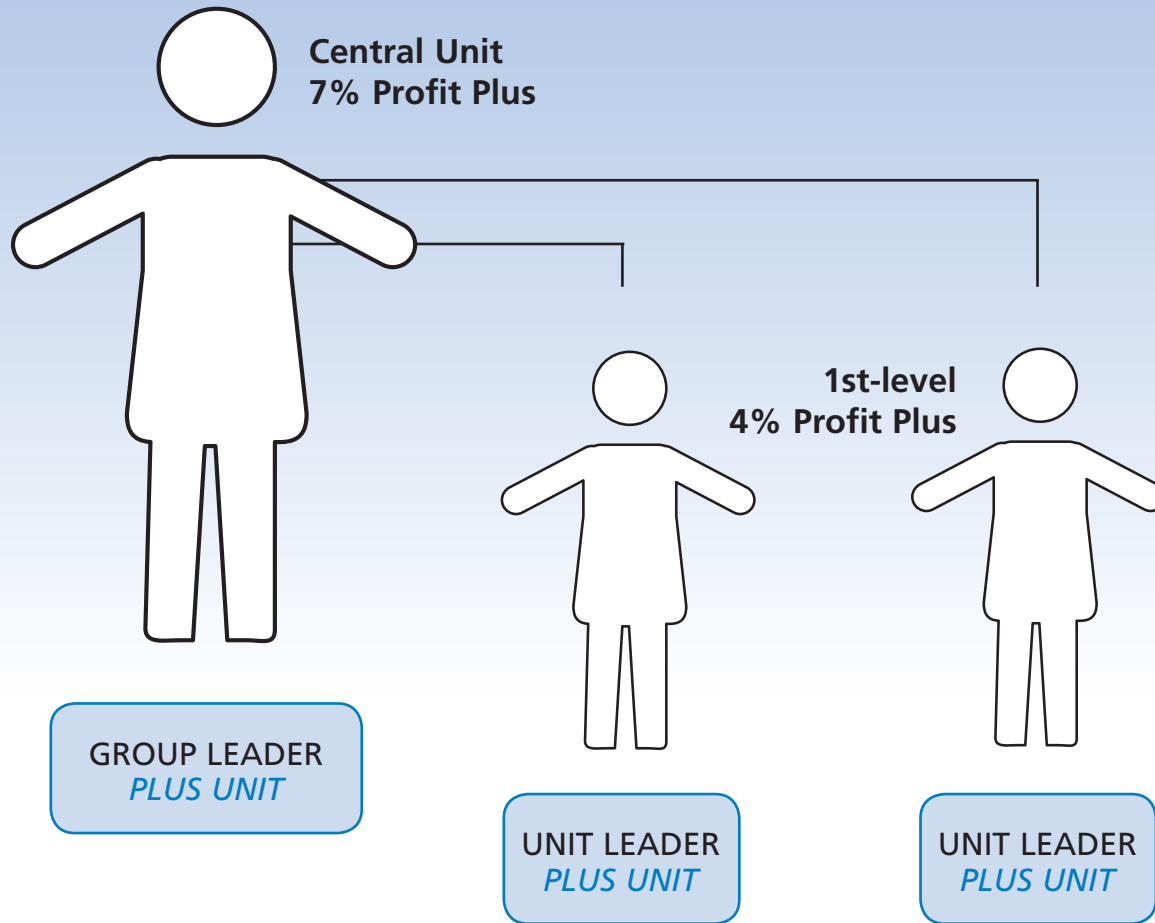 Central Unit
7% Profit Plus
1st-level
4% Profit Plus
GROUP LEADER
PLUS UNIT
UNIT LEADER
PLUS UNIT
UNIT LEADER
PLUS UNIT